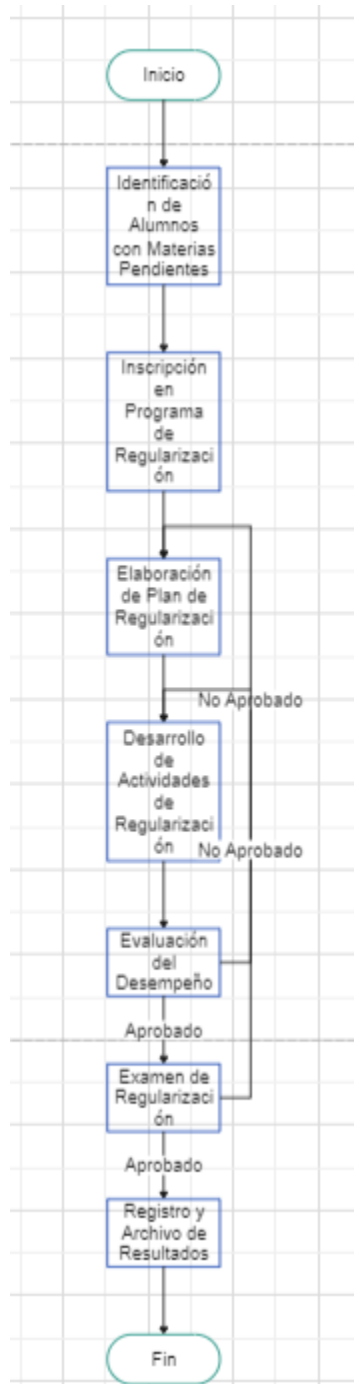 Inicio
Identificació
n de
Alumnos
con Materias
Pendientes
Inscripción
en
Programa
de
Regularizaci
ón
Elaboración
de Plan de
Regularizaci
ón
No Aprobado
Desarrollo
de
Actividades
de
Regularizaci
ón
No Aprobado
Evaluación
del
Desempeño
Aprobado
Examen de
Regularizaci
ón
Aprobado
Registro y
Archivo de
Resultados
Fin